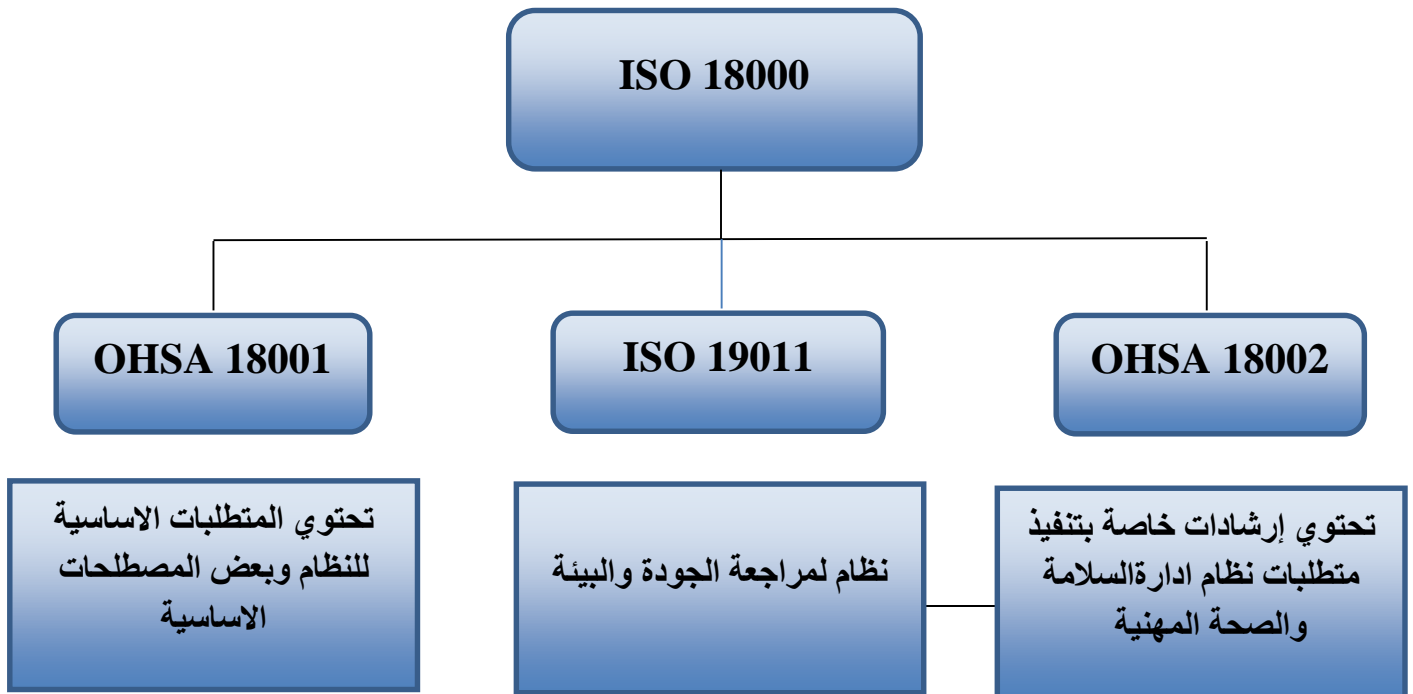 ISO 18000
OHSA 18001
ISO 19011
OHSA 18002
تحتوي المتطلبات الاساسية
للنظام وبعض المصطلحات
الاساسية
نظام لمراجعة الجودة والبيئة
تحتوي إرشادات خاصة بتنفيذ
متطلبات نظام ادارةالسلامة
والصحة المهنية